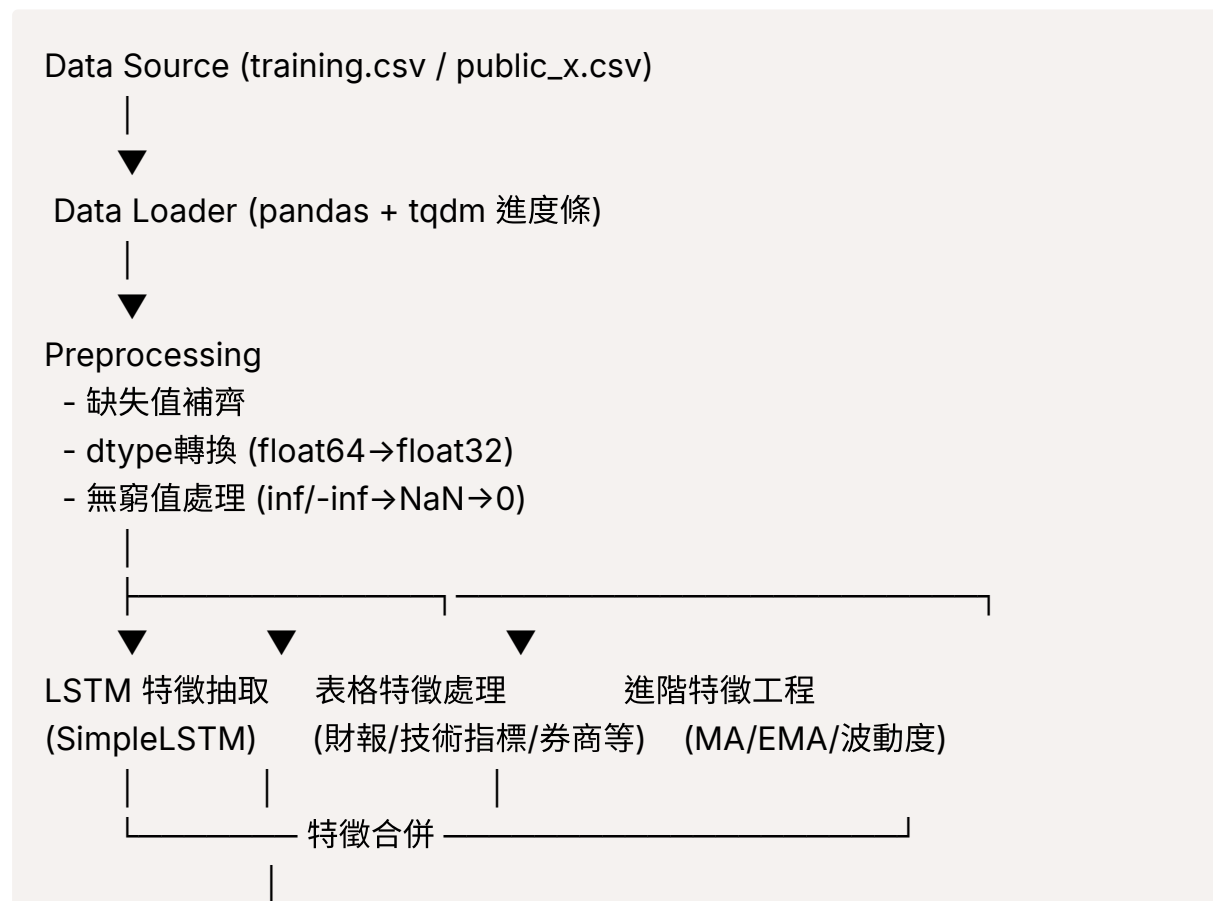 Data Source (training.csv / public_x.csv)
│
▼
Data Loader (pandas + tqdm 進度條)
│
▼
Preprocessing
- 缺失值補齊
- dtype轉換 (float64→float32)
- 無窮值處理 (inf/-inf→NaN→0)
│
├───────────────┐──────────────────────────┐
▼ ▼ ▼
LSTM 特徵抽取 表格特徵處理 進階特徵工程
(SimpleLSTM) (財報/技術指標/券商等) (MA/EMA/波動度)
│ │ │
└──────── 特徵合併 ──────────────────────┘
│